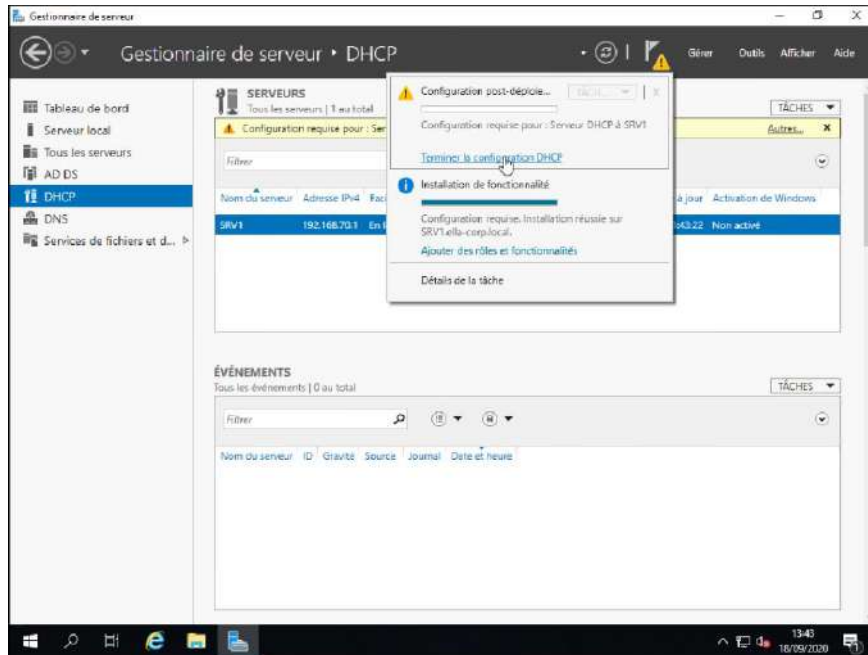 Gestionnaire de serveur
Gestionnaire de serveur • DHCP
Gérer Outils Afficher Aide
Tableau de bord
Serveur local
Tous les serveurs
AD DS
DHCP
DNS
Services de fichiers et d...
SERVEURS
Tous les serveurs | 1 au total
TÂCHES
Configuration requise pour : Ser
Autres...
Filtrer
Nom du serveur Adresse IPv4
à jour Activation de Windows
SRV1 192.168.70.1 En l
:43:22 Non activé
Configuration post-déploie...
Configuration requise pour : Serveur DHCP à SRV1
Terminer la configuration DHCP
Installation de fonctionnalité
Configuration requise. Installation réussie sur
SRV1.ella-corp.local.
Ajouter des rôles et fonctionnalités
Détails de la tâche
ÉVÉNEMENTS
Tous les événements | 0 au total
TÂCHES
Filtrer
Nom du serveur ID Gravité Source Journal Date et heure
13:43
18/09/2020